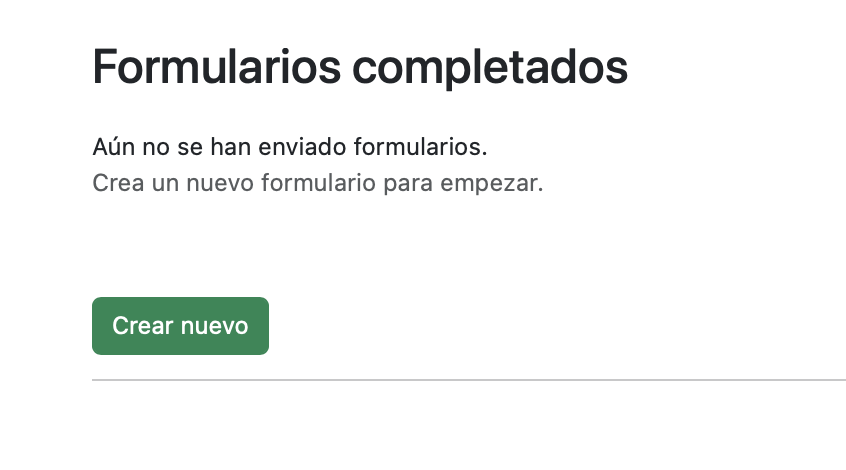 Formularios completados
Aún no se han enviado formularios.
Crea un nuevo formulario para empezar.
Crear nuevo